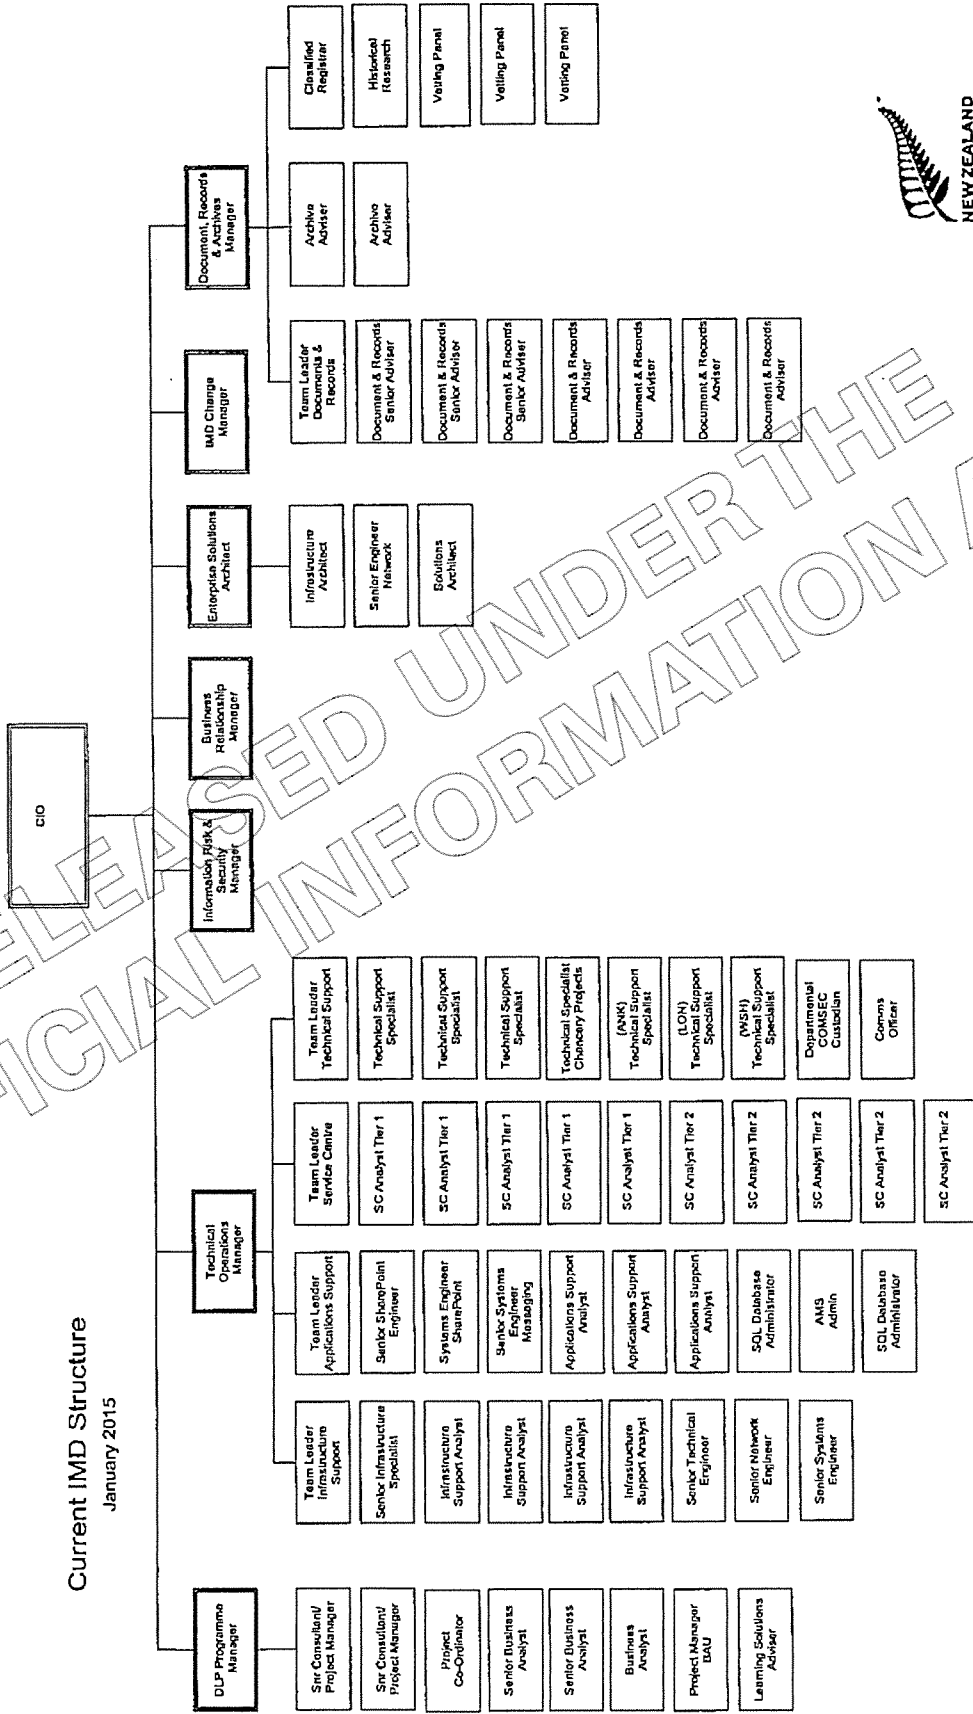 Current IMD Structure
January 2015
CIO
DLP Programme
Manager
Technical
Operations
Manager
Information Risk &
Security
Manager
Business
Relationship
Manager
Enterprise Solutions
Architect
IMD Change
Manager
Document, Records
& Archives
Manager
Snr Consultant/
Project Manager
Snr Consultant/
Project Manager
Project
Co-Ordinator
Senior Business
Analyst
Senior Business
Analyst
Business
Analyst
Project Manager
BAU
Learning Solutions
Adviser
Team Leader
Infrastructure
Support
Senior Infrastructure
Specialist
Infrastructure
Support Analyst
Infrastructure
Support Analyst
Infrastructure
Support Analyst
Infrastructure
Support Analyst
Senior Technical
Engineer
Senior Network
Engineer
Senior Systems
Engineer
Team Leader
Applications Support
Senior SharePoint
Engineer
Systems Engineer
SharePoint
Senior Systems
Engineer
Messaging
Applications Support
Analyst
Applications Support
Analyst
Applications Support
Analyst
SQL Database
Administrator
AMS
Admin
SQL Database
Administrator
Team Leader
Service Centre
SC Analyst Tier 1
SC Analyst Tier 1
SC Analyst Tier 1
SC Analyst Tier 1
SC Analyst Tier 1
SC Analyst Tier 2
SC Analyst Tier 2
SC Analyst Tier 2
SC Analyst Tier 2
SC Analyst Tier 2
Team Leader
Technical Support
Technical Support
Specialist
Technical Support
Specialist
Technical Support
Specialist
Technical Specialist
Chancery Projects
(ANK)
Technical Support
Specialist
(LON)
Technical Support
Specialist
(WSH)
Technical Support
Specialist
Departmental
COMSEC
Custodian
Comms
Officer
Infrastructure
Architect
Senior Engineer
Network
Solutions
Architect
Team Leader
Documents &
Records
Document & Records
Senior Adviser
Document & Records
Senior Adviser
Document & Records
Senior Adviser
Document & Records
Adviser
Document & Records
Adviser
Document & Records
Adviser
Document & Records
Adviser
Archive
Adviser
Archive
Adviser
Classified
Registrar
Historical
Research
Vetting Panel
Vetting Panel
Vetting Panel
NEW ZEALAND
ELEASED UNDER THE
FICIAL INFORMATION A